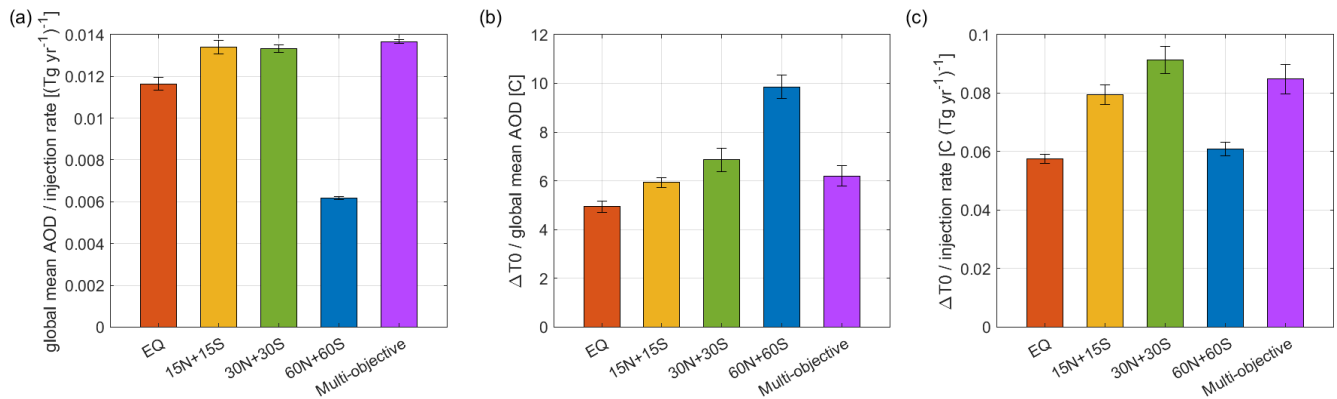 (a)
global mean AOD / injection rate [(Tg yr⁻¹)⁻¹]
0.014
0.012
0.01
0.008
0.006
0.004
0.002
0
EQ
15N+15S
30N+30S
60N+60S
Multi-objective
(b)
ΔT0 / global mean AOD [C]
12
10
8
6
4
2
0
EQ
15N+15S
30N+30S
60N+60S
Multi-objective
(c)
ΔT0 / injection rate [C (Tg yr⁻¹)⁻¹]
0.1
0.08
0.06
0.04
0.02
0
EQ
15N+15S
30N+30S
60N+60S
Multi-objective